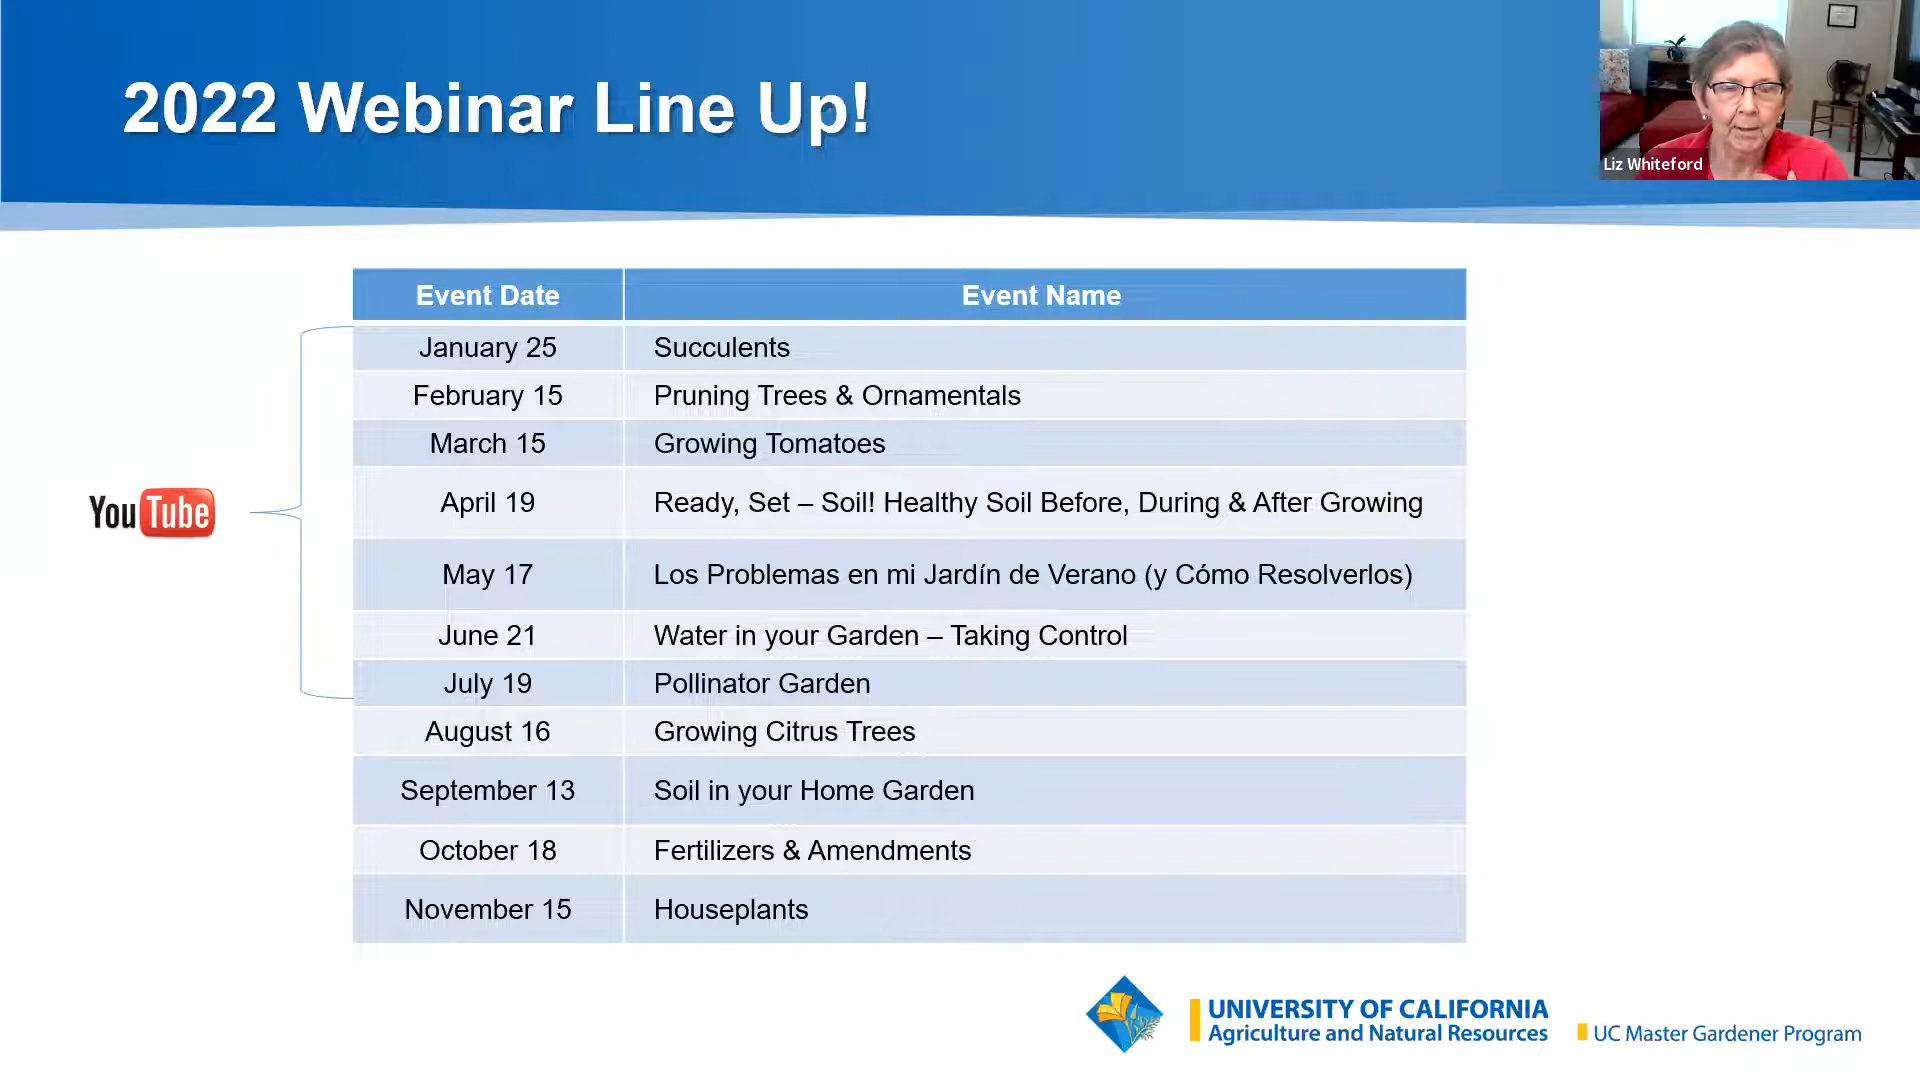 2022 Webinar Line Up!
Liz Whiteford
Event Date Event Name
January 25 Succulents
February 15 Pruning Trees & Ornamentals
March 15 Growing Tomatoes
April 19 Ready, Set – Soil! Healthy Soil Before, During & After Growing
May 17 Los Problemas en mi Jardín de Verano (y Cómo Resolverlos)
June 21 Water in your Garden – Taking Control
July 19 Pollinator Garden
August 16 Growing Citrus Trees
September 13 Soil in your Home Garden
October 18 Fertilizers & Amendments
November 15 Houseplants
YouTube
UNIVERSITY OF CALIFORNIA
Agriculture and Natural Resources
UC Master Gardener Program